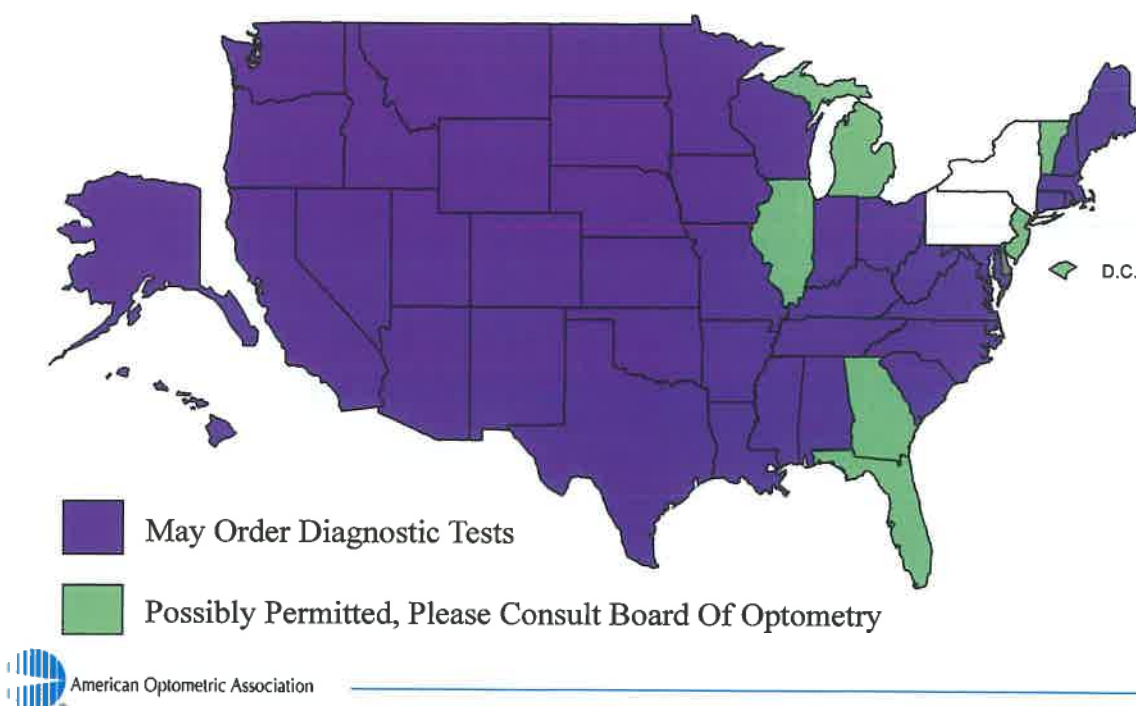 D.C.
May Order Diagnostic Tests
Possibly Permitted, Please Consult Board Of Optometry
American Optometric Association